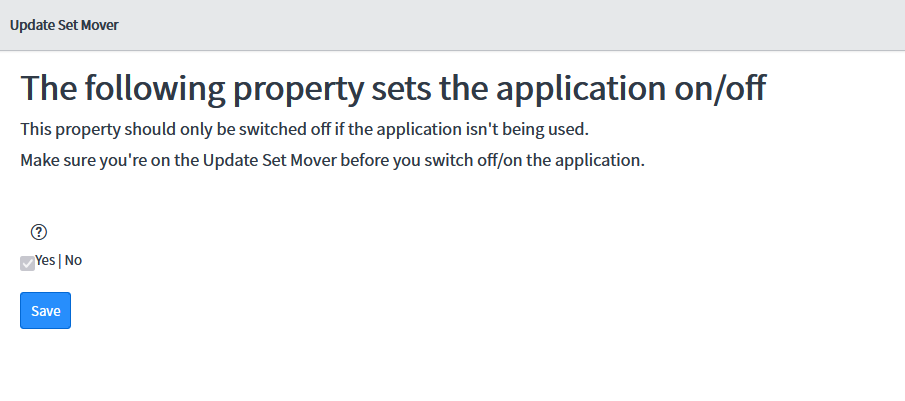 Update Set Mover
The following property sets the application on/off
This property should only be switched off if the application isn't being used.
Make sure you're on the Update Set Mover before you switch off/on the application.
?
Yes | No
Save